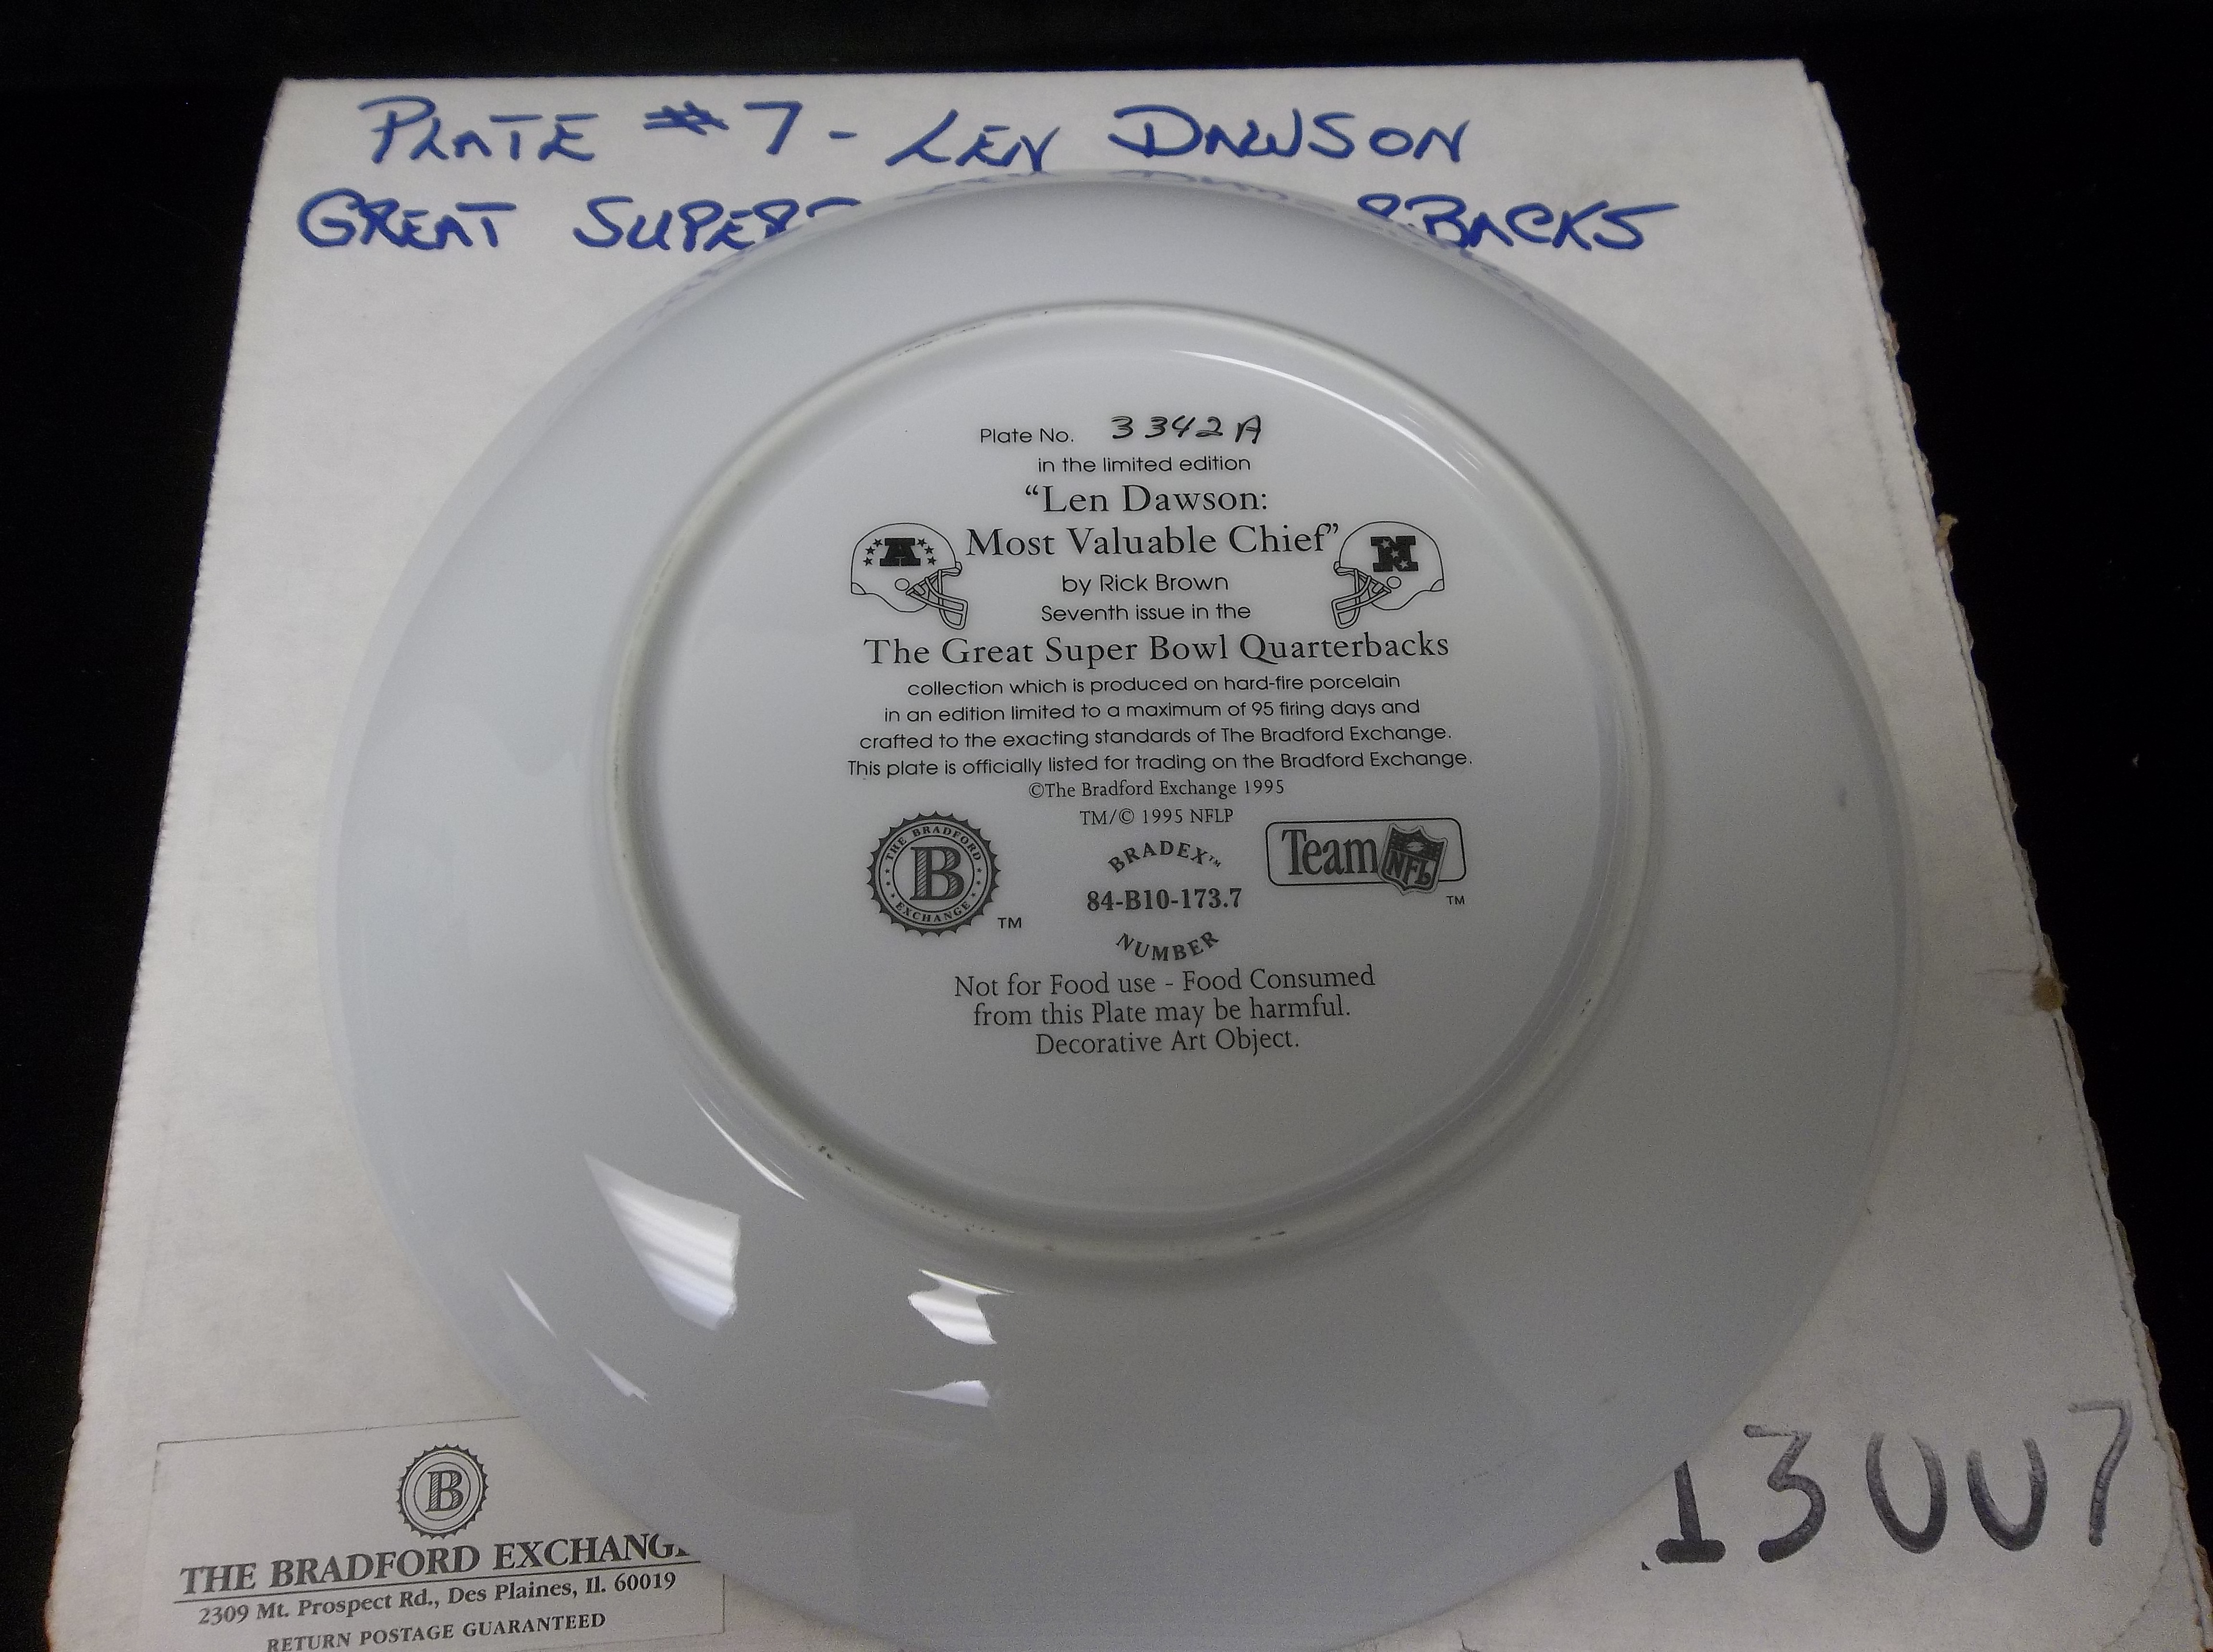 PLATE #7 - LEN DAWSON
GREAT SUPER BACKS
Plate No. 3342A
in the limited edition
“Len Dawson:
Most Valuable Chief”
A
N
by Rick Brown
Seventh issue in the
The Great Super Bowl Quarterbacks
collection which is produced on hard-fire porcelain
in an edition limited to a maximum of 95 firing days and
crafted to the exacting standards of The Bradford Exchange.
This plate is officially listed for trading on the Bradford Exchange.
©The Bradford Exchange 1995
TM/© 1995 NFLP
THE BRADFORD B EXCHANGE TM
BRADEX™
84-B10-173.7
NUMBER
Team NFL TM
Not for Food use - Food Consumed
from this Plate may be harmful.
Decorative Art Object.
B
THE BRADFORD EXCHANG
2309 Mt. Prospect Rd., Des Plaines, Il. 60019
RETURN POSTAGE GUARANTEED
13007